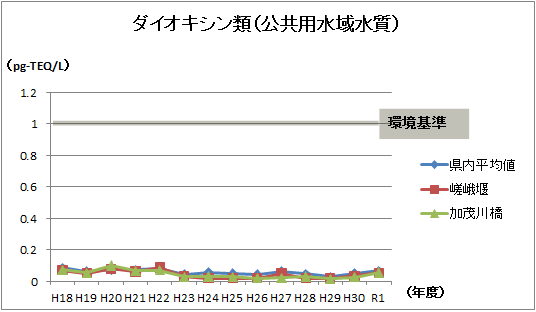 ダイオキシン類（公共用水域水質）
（pg-TEQ/L）
1.2
1
0.8
0.6
0.4
0.2
0
環境基準
県内平均値
嵯峨堰
加茂川橋
H18 H19 H20 H21 H22 H23 H24 H25 H26 H27 H28 H29 H30 R1
（年度）